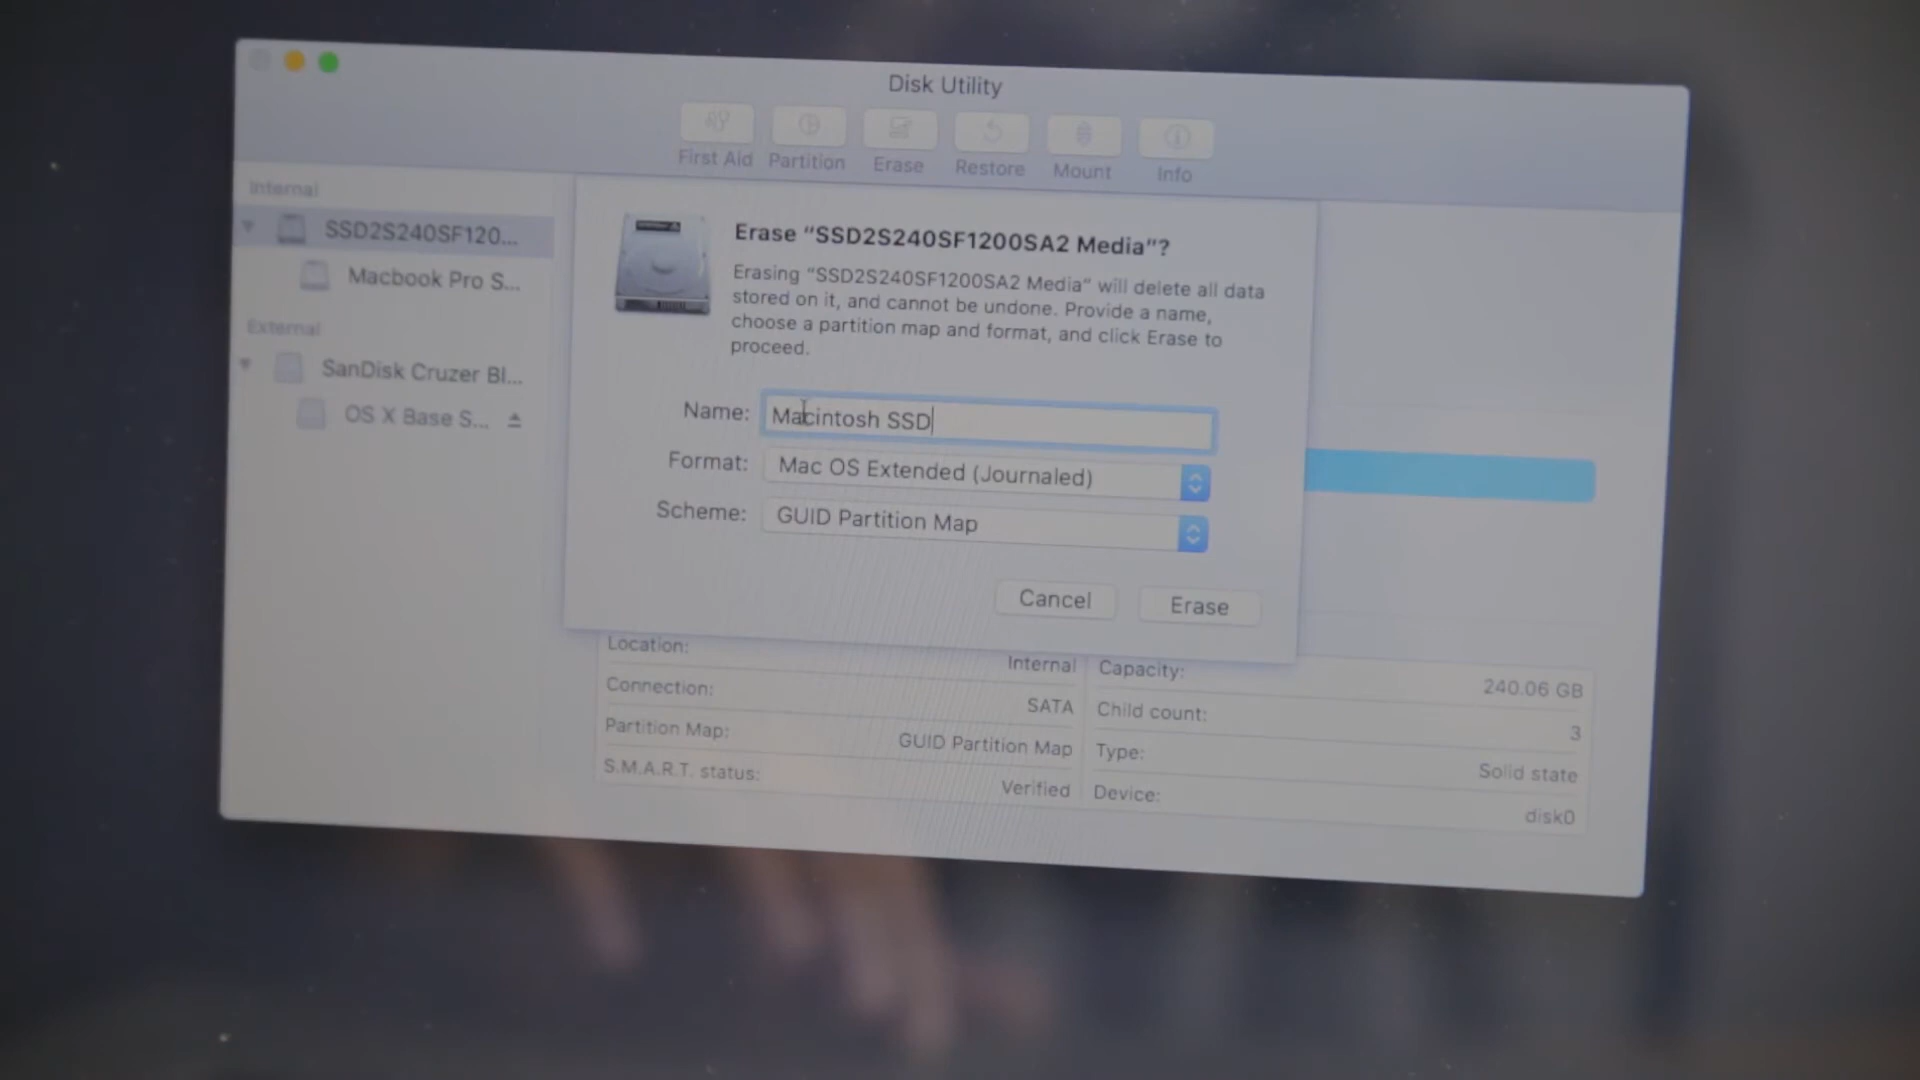 Disk Utility
First Aid
Partition
Erase
Restore
Mount
Info
Internal
SSD2S240SF120...
Macbook Pro S...
External
SanDisk Cruzer Bl...
OS X Base S...
Erase “SSD2S240SF1200SA2 Media”?
Erasing “SSD2S240SF1200SA2 Media” will delete all data
stored on it, and cannot be undone. Provide a name,
choose a partition map and format, and click Erase to
proceed.
Name: Macintosh SSD
Format: Mac OS Extended (Journaled)
Scheme: GUID Partition Map
Cancel
Erase
Location: Internal
Connection: SATA
Partition Map: GUID Partition Map
S.M.A.R.T. status: Verified
Capacity: 240.06 GB
Child count: 3
Type: Solid state
Device: disk0